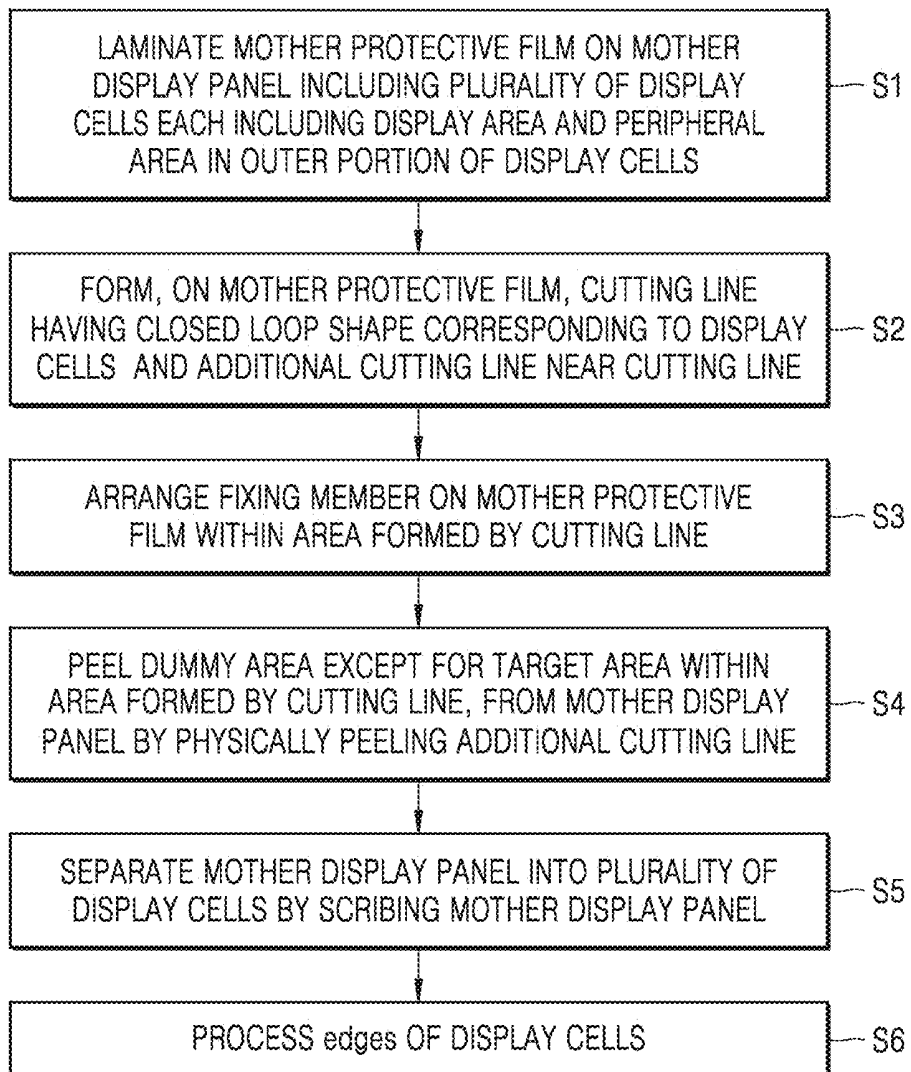 LAMINATE MOTHER PROTECTIVE FILM ON MOTHER
DISPLAY PANEL INCLUDING PLURALITY OF DISPLAY
CELLS EACH INCLUDING DISPLAY AREA AND PERIPHERAL
AREA IN OUTER PORTION OF DISPLAY CELLS
S1
FORM, ON MOTHER PROTECTIVE FILM, CUTTING LINE
HAVING CLOSED LOOP SHAPE CORRESPONDING TO DISPLAY
CELLS AND ADDITIONAL CUTTING LINE NEAR CUTTING LINE
S2
ARRANGE FIXING MEMBER ON MOTHER PROTECTIVE
FILM WITHIN AREA FORMED BY CUTTING LINE
S3
PEEL DUMMY AREA EXCEPT FOR TARGET AREA WITHIN
AREA FORMED BY CUTTING LINE, FROM MOTHER DISPLAY
PANEL BY PHYSICALLY PEELING ADDITIONAL CUTTING LINE
S4
SEPARATE MOTHER DISPLAY PANEL INTO PLURALITY OF
DISPLAY CELLS BY SCRIBING MOTHER DISPLAY PANEL
S5
PROCESS edges OF DISPLAY CELLS
S6